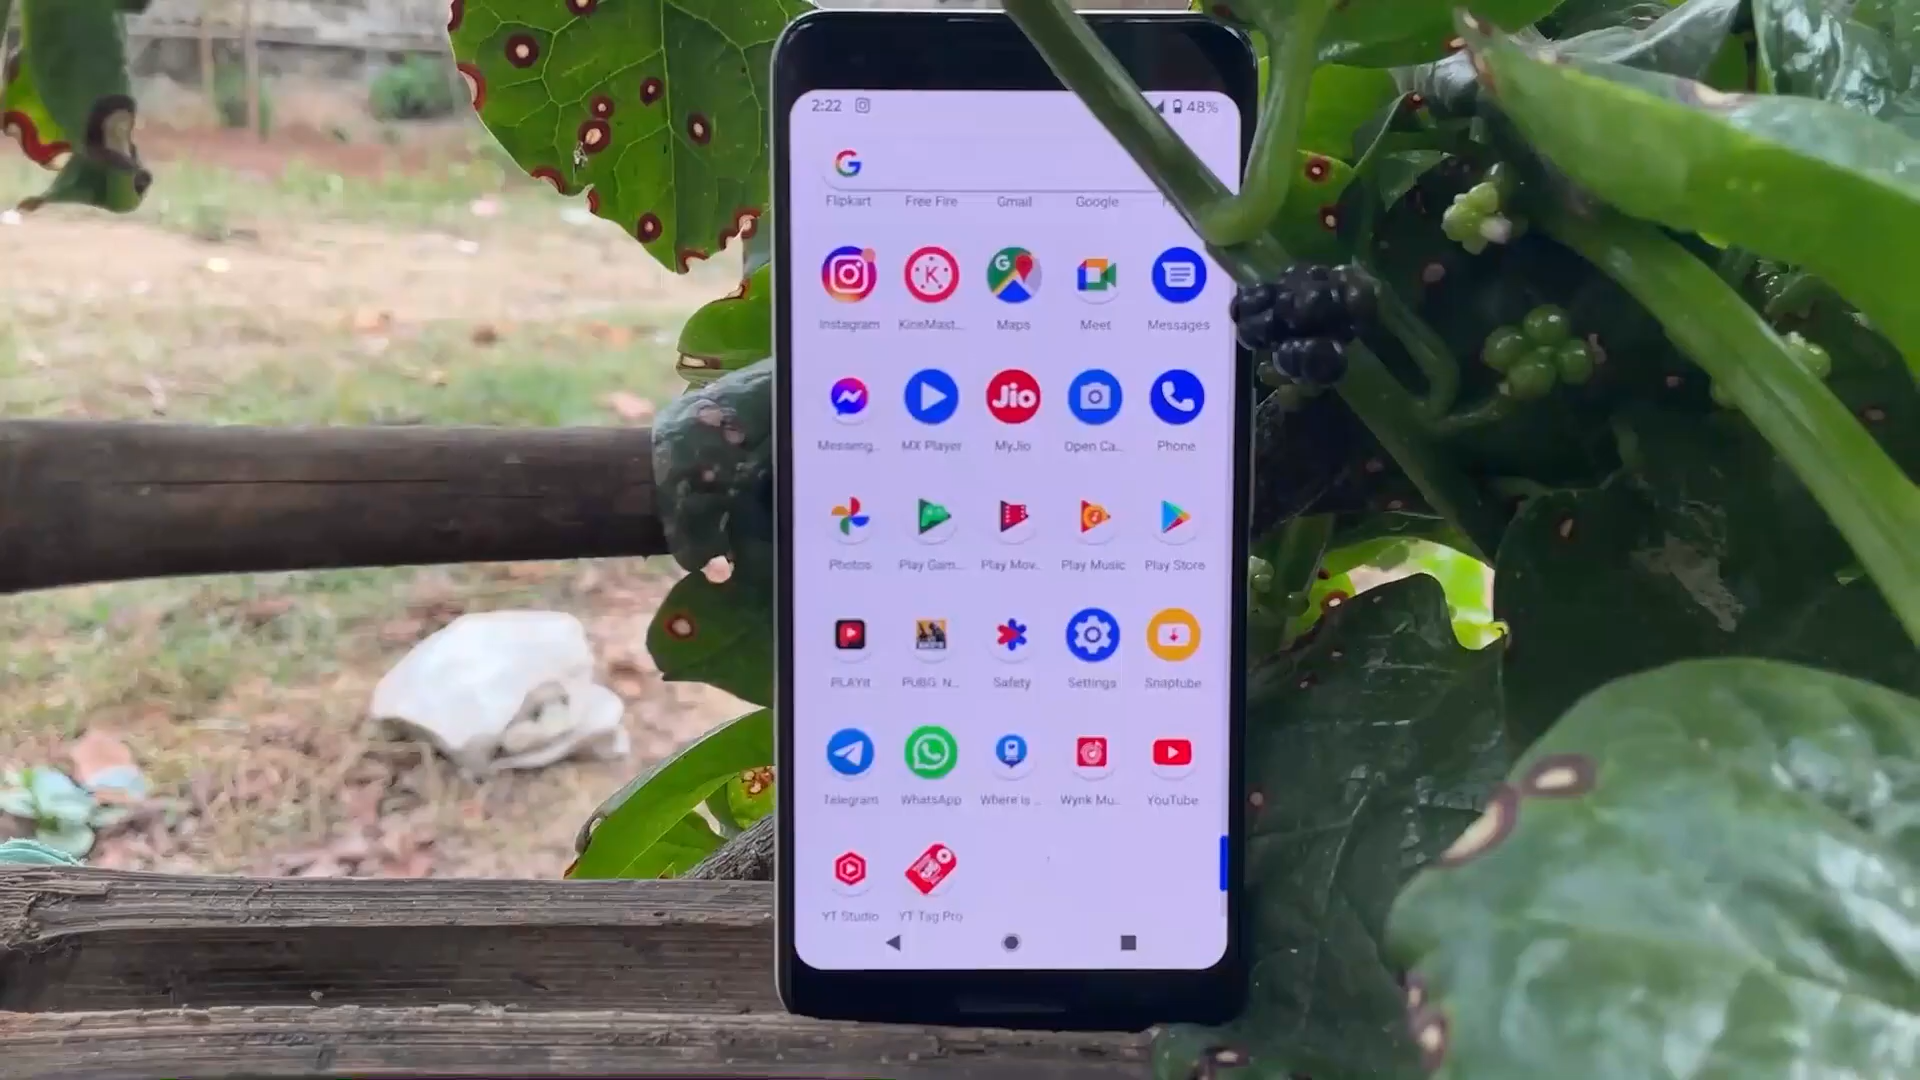 2:22 48%
G
Flipkart Free Fire Gmail Google
Instagram KineMast... Maps Meet Messages
Jio
Messeng... MX Player MyJio Open Ca... Phone
Photos Play Gam... Play Mov... Play Music Play Store
PLAYit PUBG: N... Safety Settings Snaptube
Telegram WhatsApp Where is ... Wynk Mu... YouTube
YT Studio YT Tag Pro